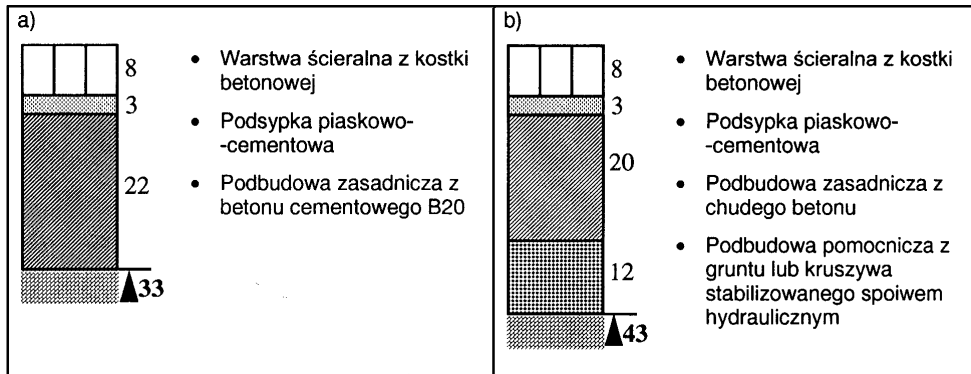 a)
8
3
22
33
• Warstwa ścieralna z kostki
betonowej
• Podsypka piaskowo-
-cementowa
• Podbudowa zasadnicza z
betonu cementowego B20
b)
8
3
20
12
43
• Warstwa ścieralna z kostki
betonowej
• Podsypka piaskowo-
-cementowa
• Podbudowa zasadnicza z
chudego betonu
• Podbudowa pomocnicza z
gruntu lub kruszywa
stabilizowanego spoiwem
hydraulicznym